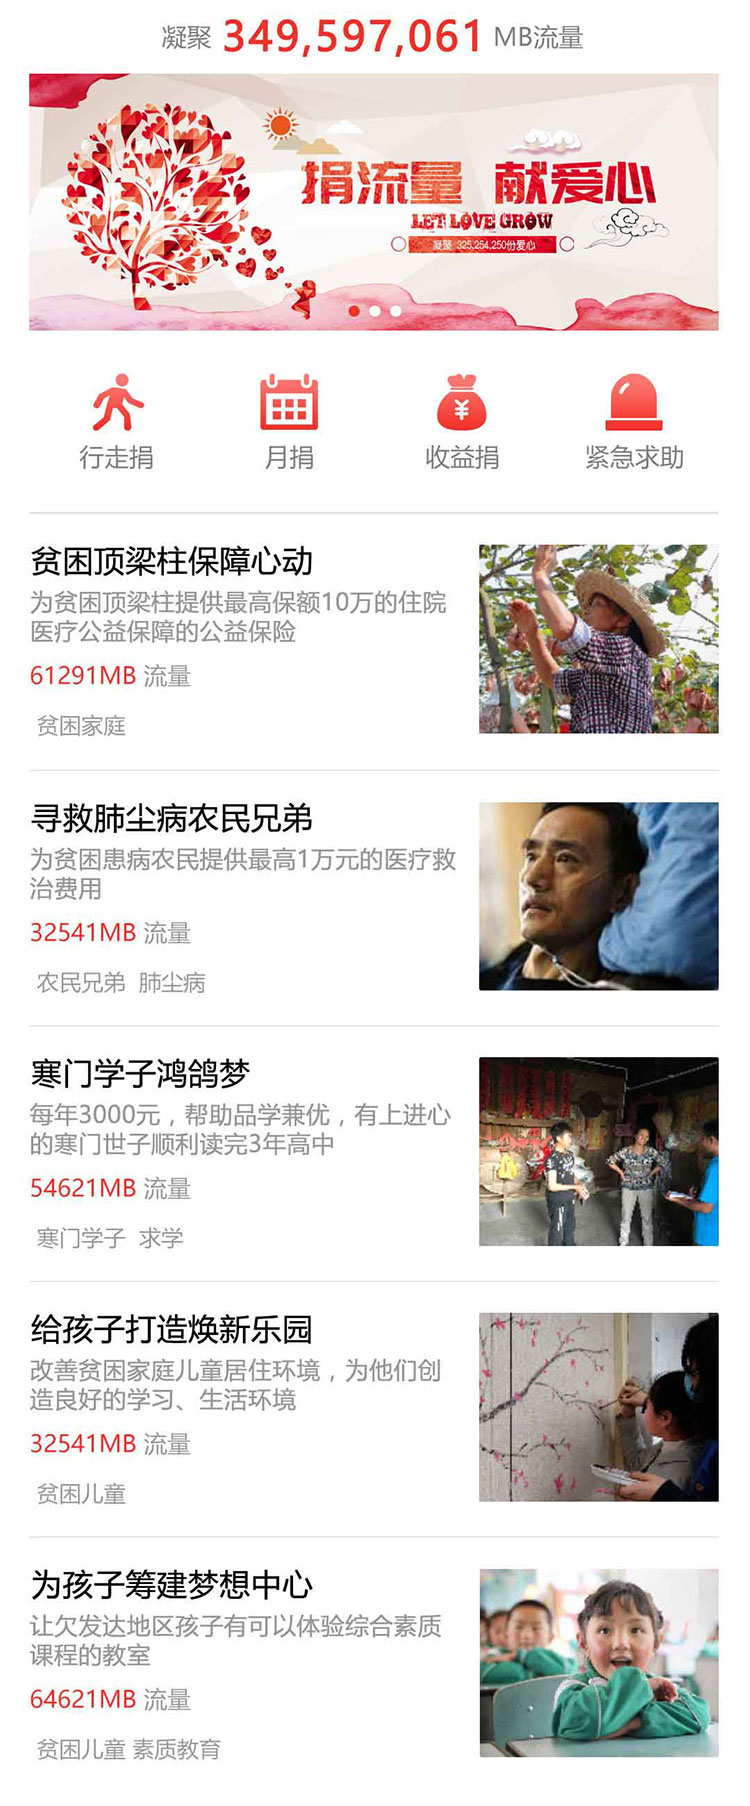 凝聚 349,597,061 MB流量
捐流量 献爱心
LET LOVE GROW
凝聚 325,254,250份爱心
行走捐 月捐 收益捐 紧急求助
贫困顶梁柱保障心动
为贫困顶梁柱提供最高保额10万的住院
医疗公益保障的公益保险
61291MB 流量
贫困家庭
寻救肺尘病农民兄弟
为贫困患病农民提供最高1万元的医疗救
治费用
32541MB 流量
农民兄弟 肺尘病
寒门学子鸿鸽梦
每年3000元，帮助品学兼优，有上进心
的寒门世子顺利读完3年高中
54621MB 流量
寒门学子 求学
给孩子打造焕新乐园
改善贫困家庭儿童居住环境，为他们创
造良好的学习、生活环境
32541MB 流量
贫困儿童
为孩子筹建梦想中心
让欠发达地区孩子有可以体验综合素质
课程的教室
64621MB 流量
贫困儿童 素质教育